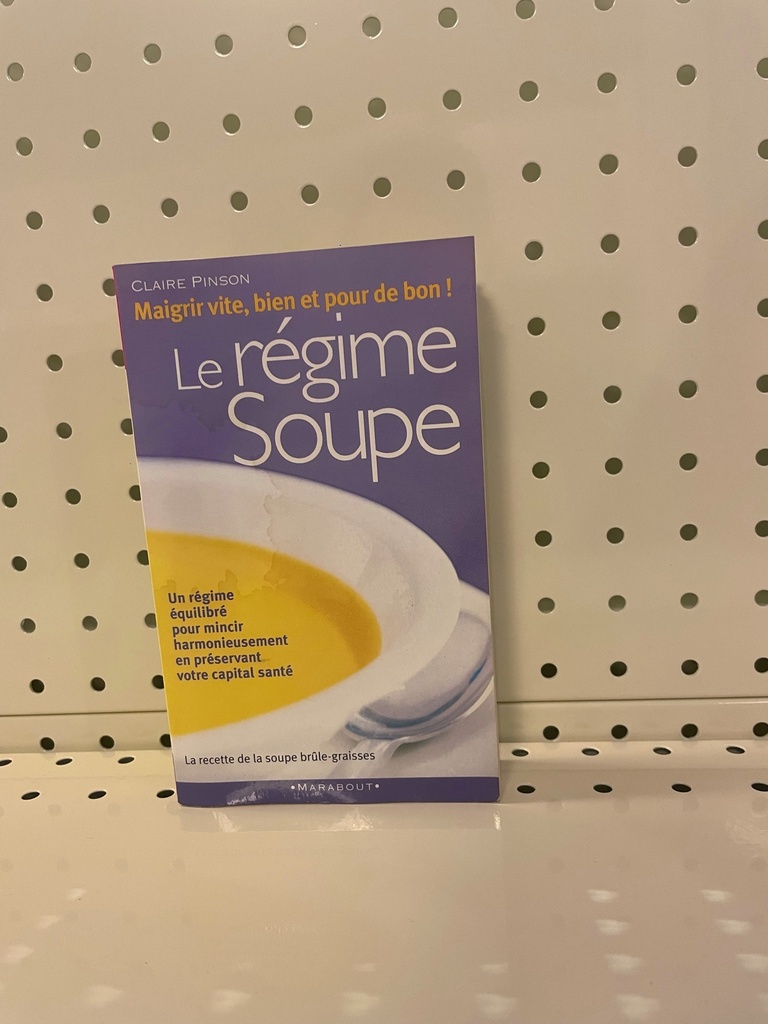 CLAIRE PINSON
Maigrir vite, bien et pour de bon !
Le régime
Soupe
Un régime
équilibré
pour mincir
harmonieusement
en préservant
votre capital santé
La recette de la soupe brûle-graisses
•MARABOUT•